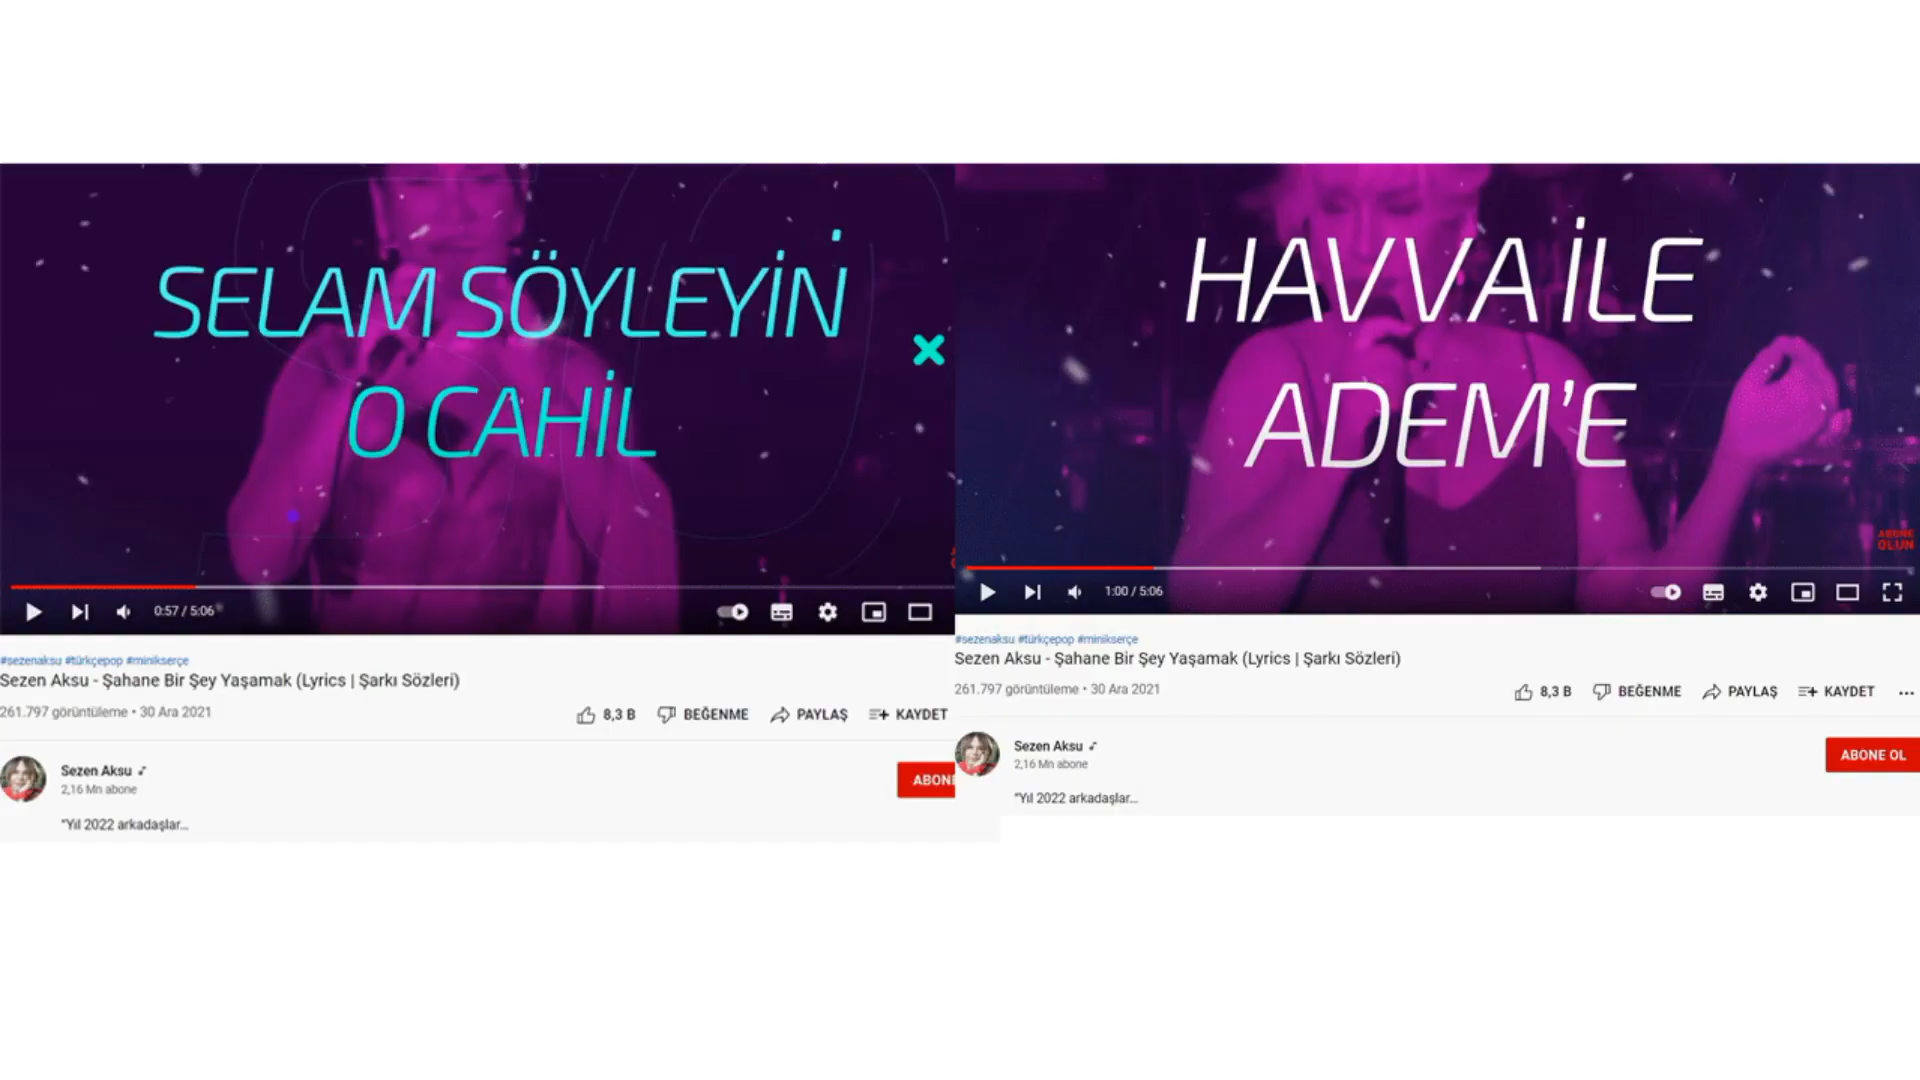 SELAM SÖYLEYİN
O CAHİL
0:57 / 5:06
#sezenaksu #türkçepop #minikserçe
Sezen Aksu - Şahane Bir Şey Yaşamak (Lyrics | Şarkı Sözleri)
261.797 görüntüleme • 30 Ara 2021
8,3 B BEĞENME PAYLAŞ KAYDET
Sezen Aksu
2,16 Mn abone
ABONE
"Yıl 2022 arkadaşlar...
HAVVA İLE
ADEM'E
ABONE
OLUN
1:00 / 5:06
#sezenaksu #türkçepop #minikserçe
Sezen Aksu - Şahane Bir Şey Yaşamak (Lyrics | Şarkı Sözleri)
261.797 görüntüleme • 30 Ara 2021
8,3 B BEĞENME PAYLAŞ KAYDET ...
Sezen Aksu
2,16 Mn abone
ABONE OL
"Yıl 2022 arkadaşlar...